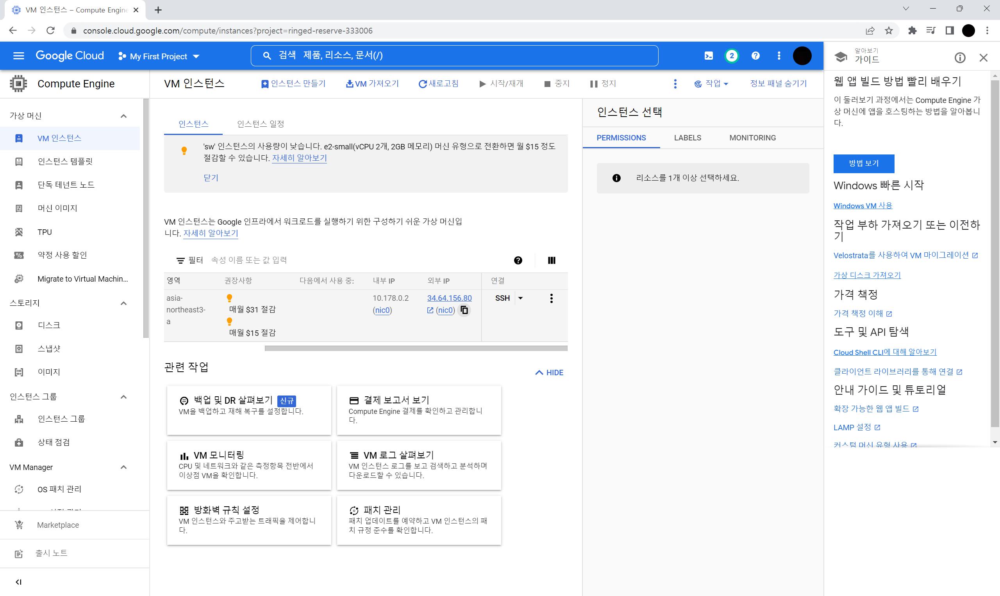 VM 인스턴스 – Compute Engine
console.cloud.google.com/compute/instances?project=ringed-reserve-333006
Google Cloud
My First Project
검색 제품, 리소스, 문서(/)
2
알아보기
가이드
Compute Engine
VM 인스턴스
인스턴스 만들기
VM 가져오기
새로고침
시작/재개
중지
정지
작업
정보 패널 숨기기
가상 머신
VM 인스턴스
인스턴스 템플릿
단독 테넌트 노드
머신 이미지
TPU
약정 사용 할인
Migrate to Virtual Machin...
스토리지
디스크
스냅샷
이미지
인스턴스 그룹
인스턴스 그룹
상태 점검
VM Manager
OS 패치 관리
Marketplace
출시 노트
인스턴스
인스턴스 일정
'sw' 인스턴스의 사용량이 낮습니다. e2-small(vCPU 2개, 2GB 메모리) 머신 유형으로 전환하면 월 $15 정도
절감할 수 있습니다. 자세히 알아보기
닫기
VM 인스턴스는 Google 인프라에서 워크로드를 실행하기 위한 구성하기 쉬운 가상 머신입
니다. 자세히 알아보기
필터 속성 이름 또는 값 입력
영역 권장사항 다음에서 사용 중: 내부 IP 외부 IP 연결
asia-
northeast3-
a
매월 $31 절감
매월 $15 절감
10.178.0.2
(nic0)
34.64.156.80
(nic0)
SSH
관련 작업
HIDE
백업 및 DR 살펴보기 신규
VM을 백업하고 재해 복구를 설정합니다.
결제 보고서 보기
Compute Engine 결제를 확인하고 관리합니
다.
VM 모니터링
CPU 및 네트워크와 같은 측정항목 전반에서
이상점 VM을 확인합니다.
VM 로그 살펴보기
VM 인스턴스 로그를 보고 검색하고 분석하며
다운로드할 수 있습니다.
방화벽 규칙 설정
VM 인스턴스와 주고받는 트래픽을 제어합니
다.
패치 관리
패치 업데이트를 예약하고 VM 인스턴스의 패
치 규정 준수를 확인합니다.
인스턴스 선택
PERMISSIONS
LABELS
MONITORING
리소스를 1개 이상 선택하세요.
웹 앱 빌드 방법 빨리 배우기
이 둘러보기 과정에서는 Compute Engine 가
상 머신에 앱을 호스팅하는 방법을 알아봅니
다.
방법 보기
Windows 빠른 시작
Windows VM 사용
작업 부하 가져오기 또는 이전하
기
Velostrata를 사용하여 VM 마이그레이션
가상 디스크 가져오기
가격 책정
가격 책정 이해
도구 및 API 탐색
Cloud Shell CLI에 대해 알아보기
클라이언트 라이브러리를 통해 연결
안내 가이드 및 튜토리얼
확장 가능한 웹 앱 빌드
LAMP 설정
커스텀 머신 유형 사용